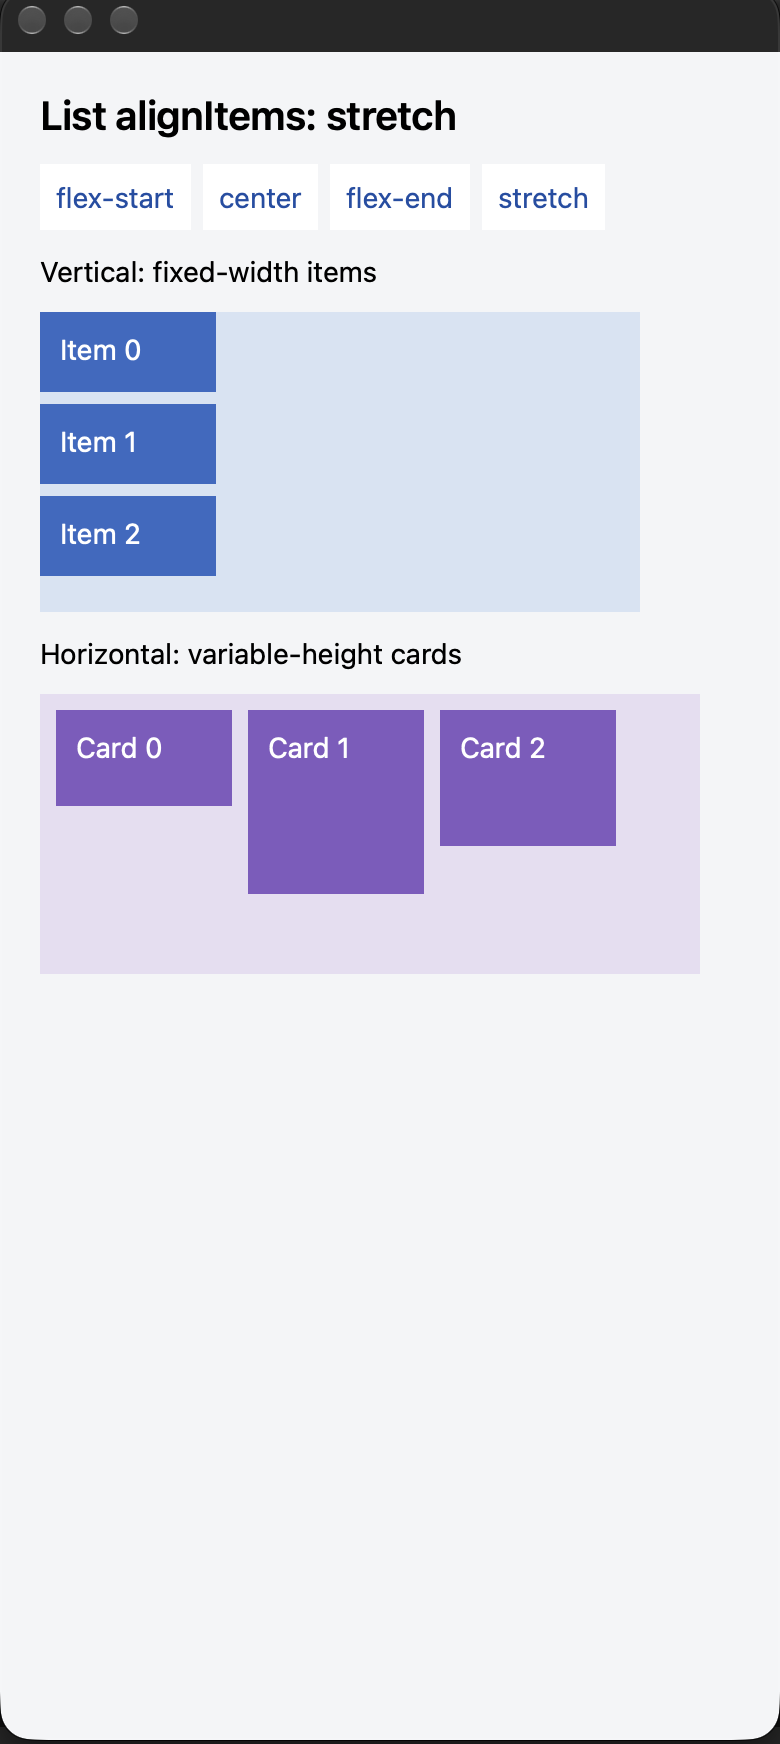 List alignItems: stretch
flex-start center flex-end stretch
Vertical: fixed-width items
Item 0
Item 1
Item 2
Horizontal: variable-height cards
Card 0 Card 1 Card 2